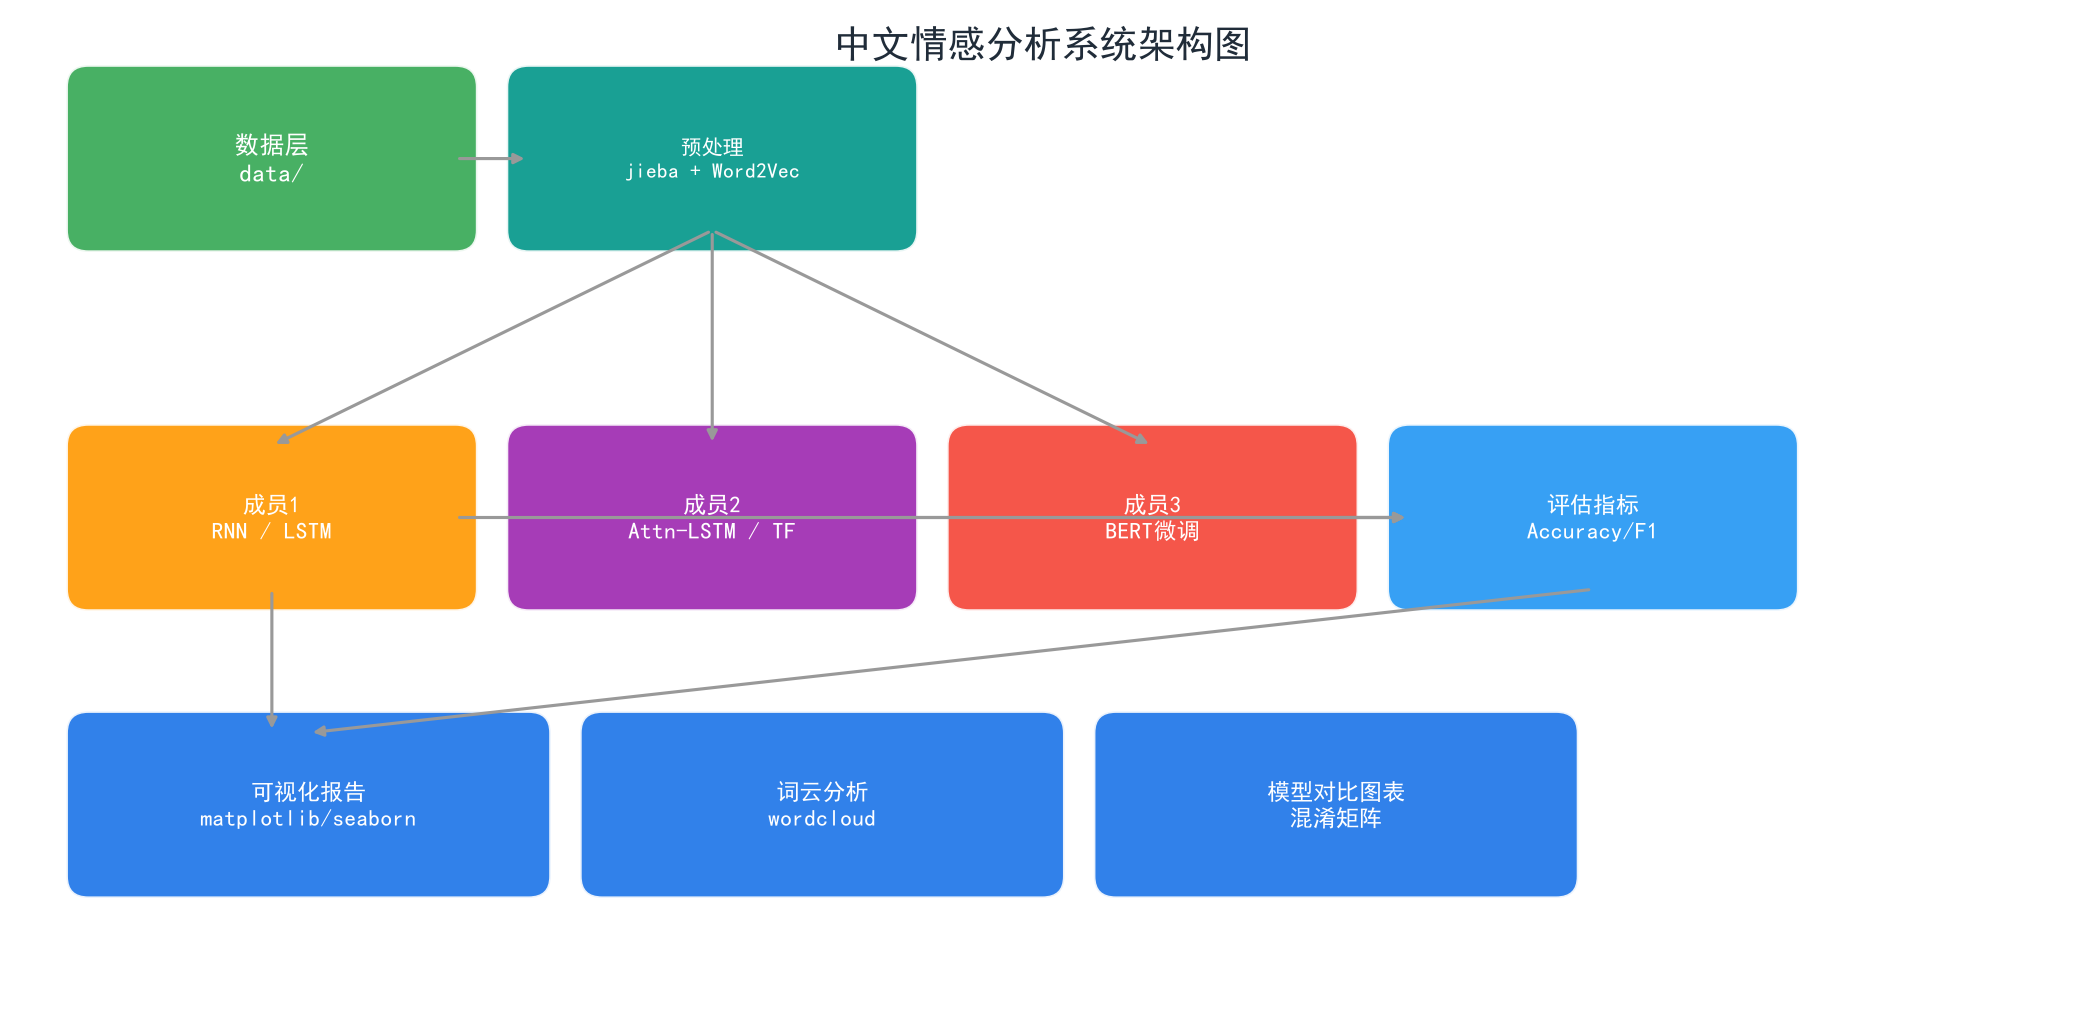 中文情感分析系统架构图
数据层
data/
预处理
jieba + Word2Vec
成员1
RNN / LSTM
成员2
Attn-LSTM / TF
成员3
BERT微调
评估指标
Accuracy/F1
可视化报告
matplotlib/seaborn
词云分析
wordcloud
模型对比图表
混淆矩阵